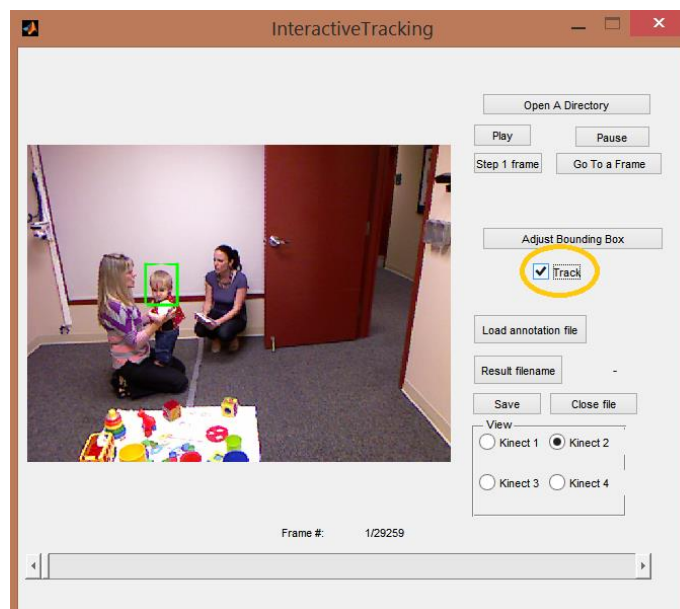 InteractiveTracking
Open A Directory
Play
Pause
Step 1 frame
Go To a Frame
Adjust Bounding Box
Track
Load annotation file
Result filename
-
Save
Close file
View
Kinect 1
Kinect 2
Kinect 3
Kinect 4
Frame #:
1/29259